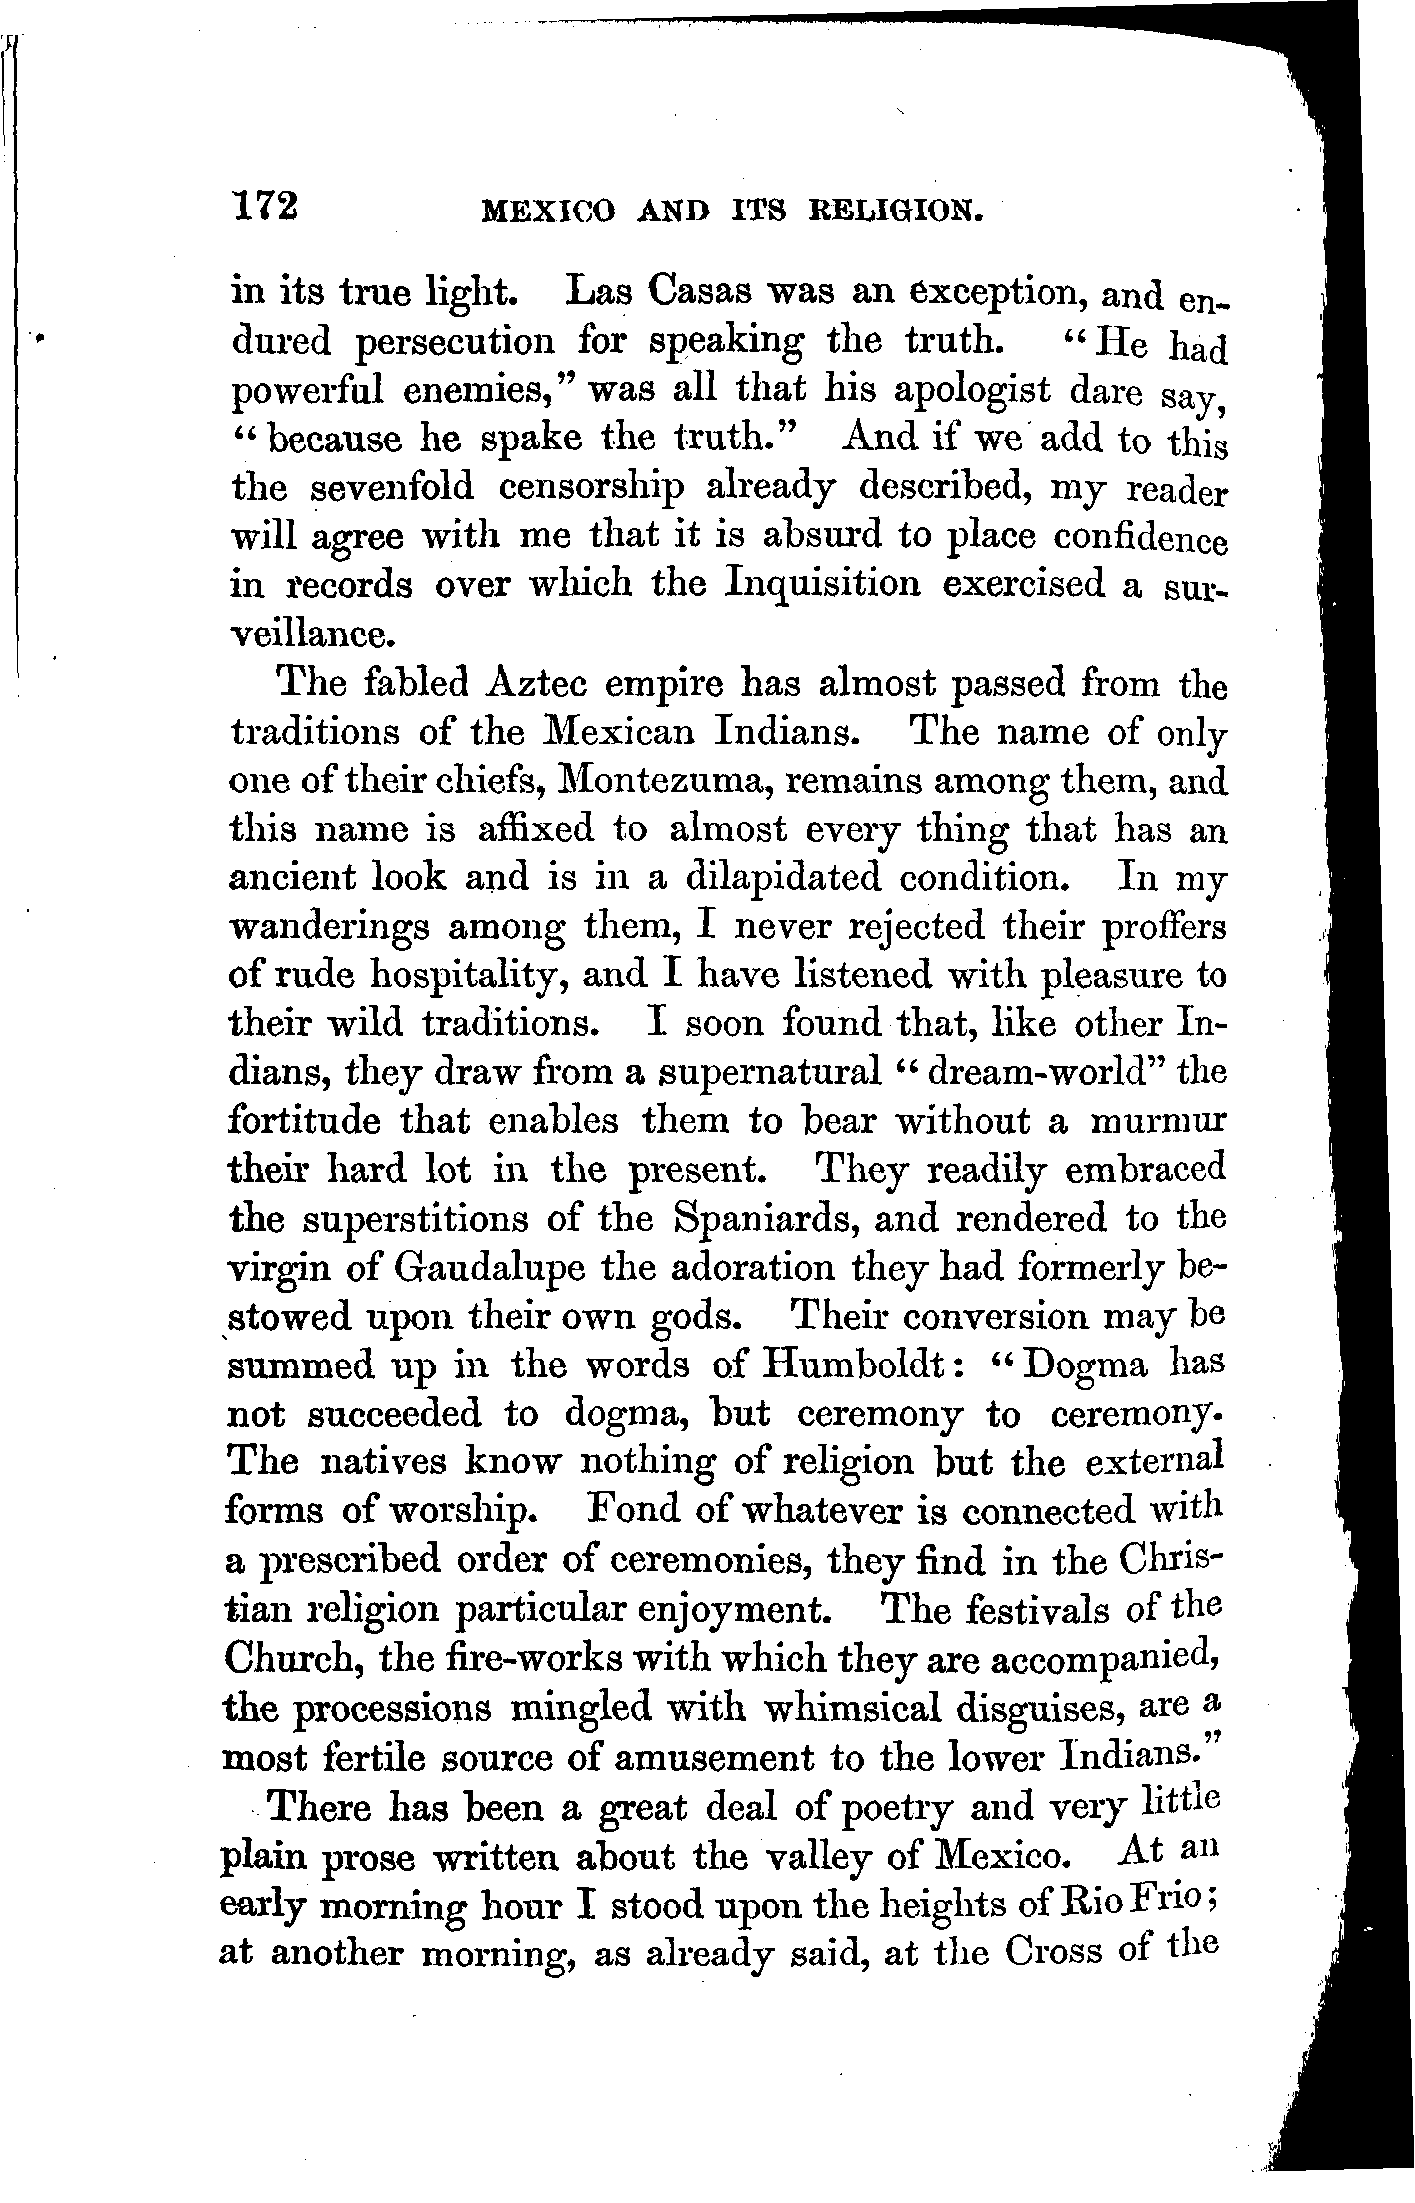 172 MEXICO AND ITS RELIGION.
in its true light. Las Casas was an exception, and en-
dured persecution for speaking the truth. "He had
powerful enemies," was all that his apologist dare say,
"because he spake the truth." And if we add to this
the sevenfold censorship already described, my reader
will agree with me that it is absurd to place confidence
in records over which the Inquisition exercised a sur-
veillance.
The fabled Aztec empire has almost passed from the
traditions of the Mexican Indians. The name of only
one of their chiefs, Montezuma, remains among them, and
this name is affixed to almost every thing that has an
ancient look and is in a dilapidated condition. In my
wanderings among them, I never rejected their proffers
of rude hospitality, and I have listened with pleasure to
their wild traditions. I soon found that, like other In-
dians, they draw from a supernatural "dream-world" the
fortitude that enables them to bear without a murmur
their hard lot in the present. They readily embraced
the superstitions of the Spaniards, and rendered to the
virgin of Gaudalupe the adoration they had formerly be-
stowed upon their own gods. Their conversion may be
summed up in the words of Humboldt: "Dogma has
not succeeded to dogma, but ceremony to ceremony.
The natives know nothing of religion but the external
forms of worship. Fond of whatever is connected with
a prescribed order of ceremonies, they find in the Chris-
tian religion particular enjoyment. The festivals of the
Church, the fire-works with which they are accompanied,
the processions mingled with whimsical disguises, are a
most fertile source of amusement to the lower Indians."
There has been a great deal of poetry and very little
plain prose written about the valley of Mexico. At an
early morning hour I stood upon the heights of Rio Frio;
at another morning, as already said, at the Cross of the